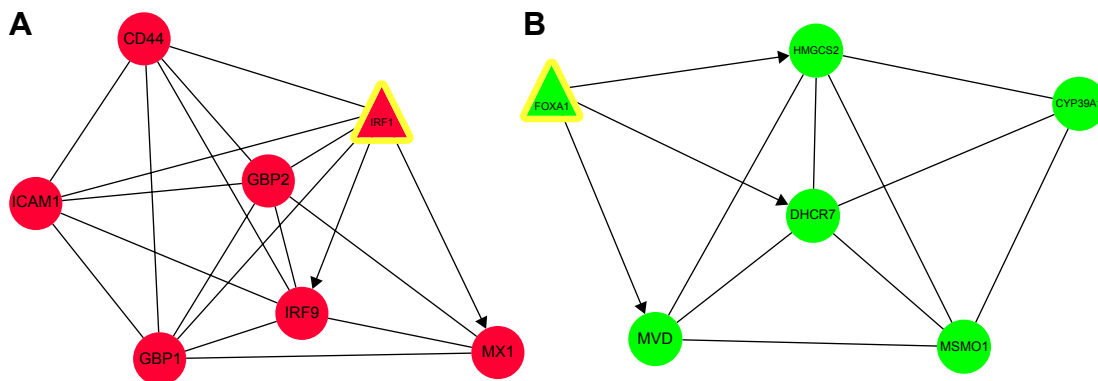 A
B
CD44
HMGCS2
FOXA1
CYP39A
IRF1
GBP2
ICAM1
DHCR7
IRF9
MVD
MSMO1
GBP1
MX1